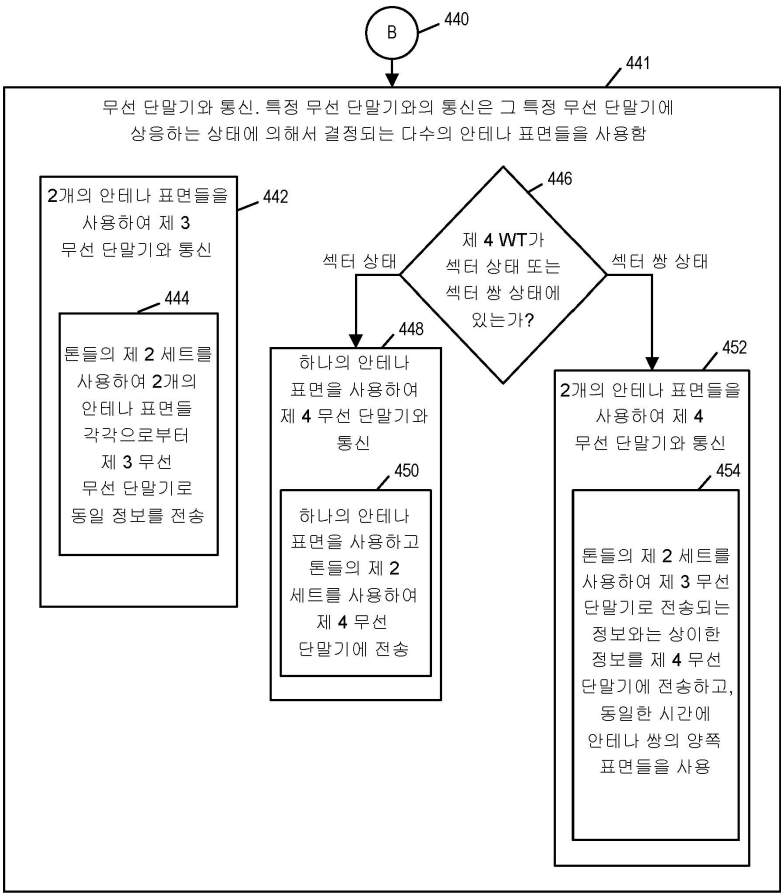 B
440
441
무선 단말기와 통신. 특정 무선 단말기와의 통신은 그 특정 무선 단말기에
상응하는 상태에 의해서 결정되는 다수의 안테나 표면들을 사용함
442
2개의 안테나 표면들을
사용하여 제 3
무선 단말기와 통신
444
톤들의 제 2 세트를
사용하여 2개의
안테나 표면들
각각으로부터
제 3 무선
무선 단말기로
동일 정보를 전송
446
제 4 WT가
섹터 상태 또는
섹터 쌍 상태에
있는가?
섹터 상태
섹터 쌍 상태
448
하나의 안테나
표면을 사용하여
제 4 무선 단말기와
통신
450
하나의 안테나
표면을 사용하고
톤들의 제 2
세트를 사용하여
제 4 무선
단말기에 전송
452
2개의 안테나 표면들을
사용하여 제 4
무선 단말기와 통신
454
톤들의 제 2 세트를
사용하여 제 3 무선
단말기로 전송되는
정보와는 상이한
정보를 제 4 무선
단말기에 전송하고,
동일한 시간에
안테나 쌍의 양쪽
표면들을 사용